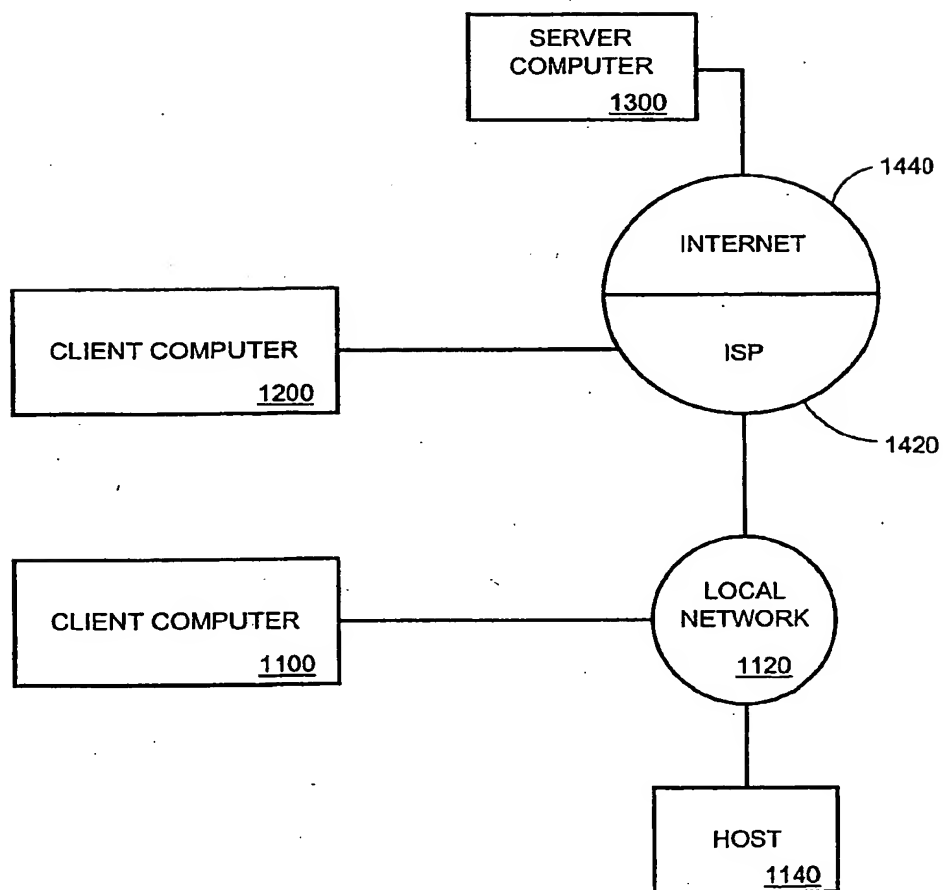 SERVER
COMPUTER
1300
1440
INTERNET
CLIENT COMPUTER
1200
ISP
1420
CLIENT COMPUTER
1100
LOCAL
NETWORK
1120
HOST
1140